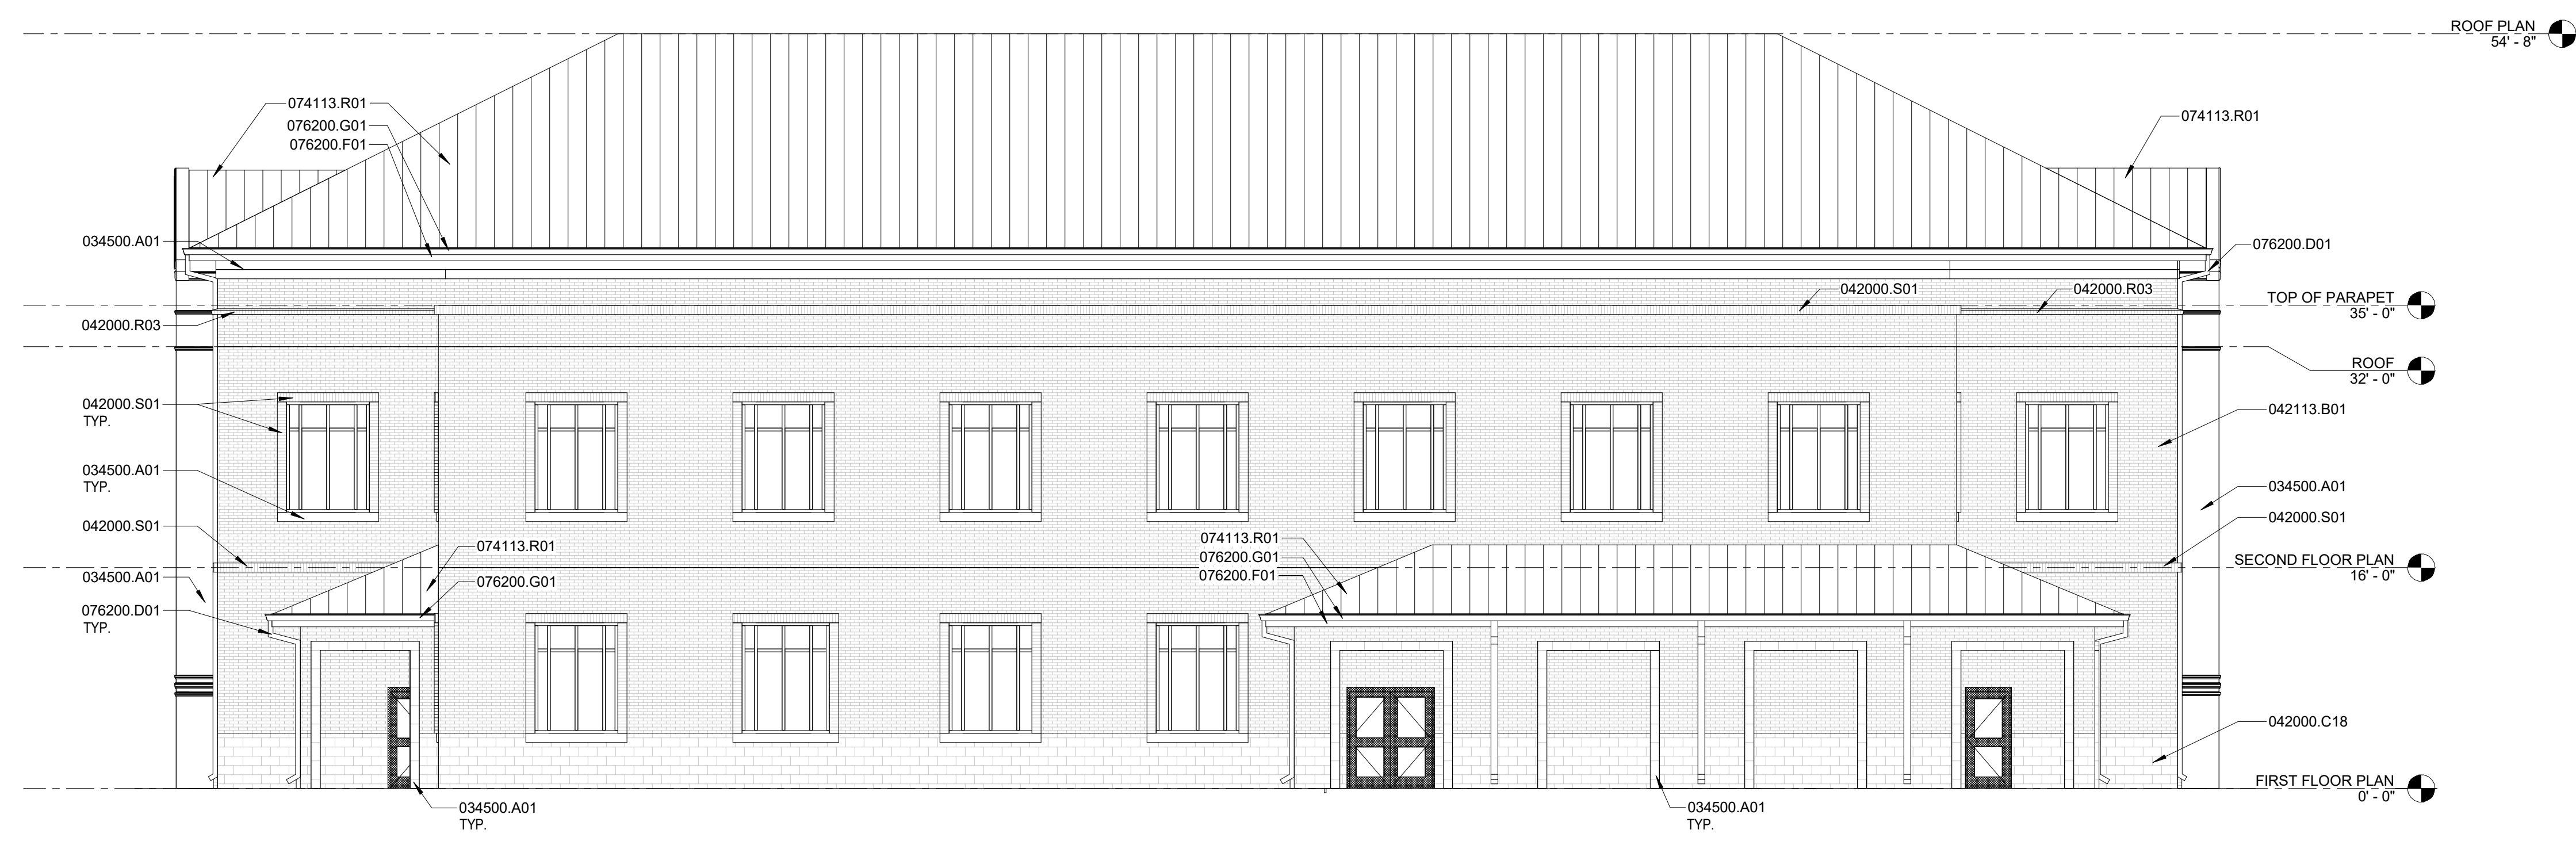 ROOF PLAN
54' - 8"
074113.R01
076200.G01
076200.F01
074113.R01
034500.A01
076200.D01
042000.S01
042000.R03
TOP OF PARAPET
35' - 0"
042000.R03
ROOF
32' - 0"
042000.S01
TYP.
042113.B01
034500.A01
TYP.
034500.A01
042000.S01
042000.S01
074113.R01
074113.R01
076200.G01
076200.F01
SECOND FLOOR PLAN
16' - 0"
034500.A01
076200.G01
076200.D01
TYP.
042000.C18
FIRST FLOOR PLAN
0' - 0"
034500.A01
TYP.
034500.A01
TYP.